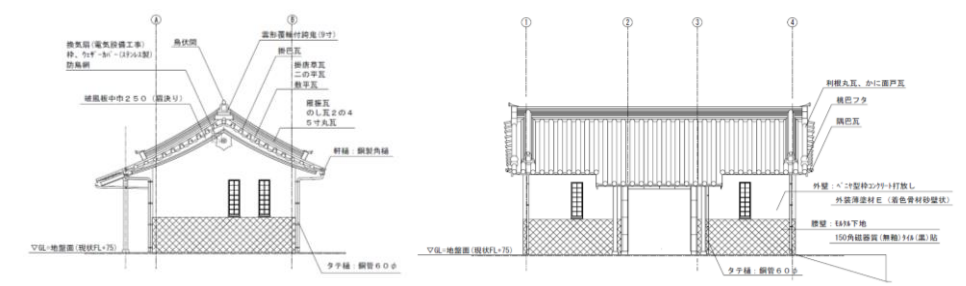 Ⓐ
Ⓑ
換気扇(電気設備工事)
枠、ウェザーカバー(ステンレス製)
防鳥網
鳥伏間
雲形覆輪付鬼(9寸)
掛巴瓦
掛唐草瓦
二の平瓦
敷平瓦
破風板中巾250(眉決り)
のし瓦2の4
5寸丸瓦
軒樋:銅製角樋
▽GL=地盤面(現状FL+75)
タテ樋:銅管60φ
①
②
③
④
利根丸瓦、かに面戸瓦
桃巴フタ
隅巴瓦
外壁:ベニヤ型枠コンクリート打放し
外装薄塗材E(着色骨材砂壁状)
腰壁:モルタル下地
150角磁器質(無釉)タイル(黒)貼
▽GL=地盤面(現状FL+75)
タテ樋:銅管60φ